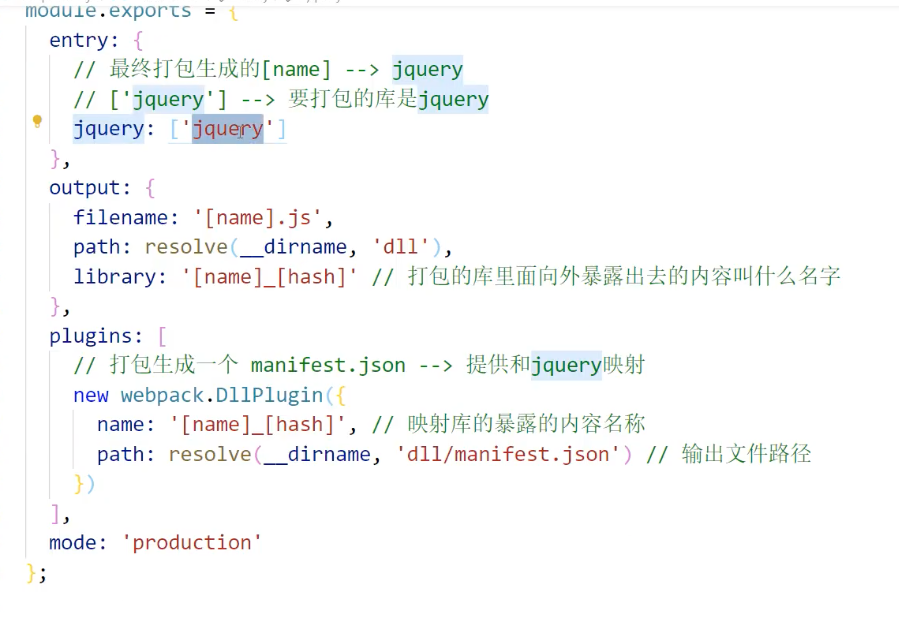 module.exports = {
entry: {
// 最终打包生成的[name] --> jquery
// ['jquery'] --> 要打包的库是jquery
jquery: ['jquery']
},
output: {
filename: '[name].js',
path: resolve(__dirname, 'dll'),
library: '[name]_[hash]' // 打包的库里面向外暴露出去的内容叫什么名字
},
plugins: [
// 打包生成一个 manifest.json --> 提供和jquery映射
new webpack.DllPlugin({
name: '[name]_[hash]', // 映射库的暴露的内容名称
path: resolve(__dirname, 'dll/manifest.json') // 输出文件路径
})
],
mode: 'production'
};